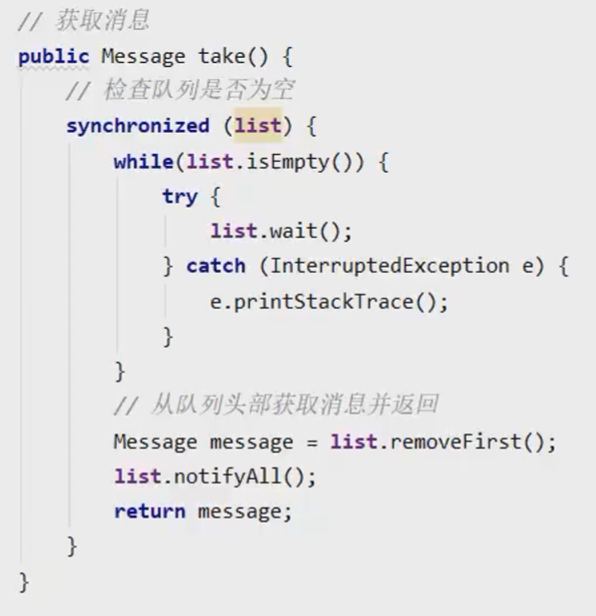 // 获取消息
public Message take() {
    // 检查队列是否为空
    synchronized (list) {
        while(list.isEmpty()) {
            try {
                list.wait();
            } catch (InterruptedException e) {
                e.printStackTrace();
            }
        }
        // 从队列头部获取消息并返回
        Message message = list.removeFirst();
        list.notifyAll();
        return message;
    }
}